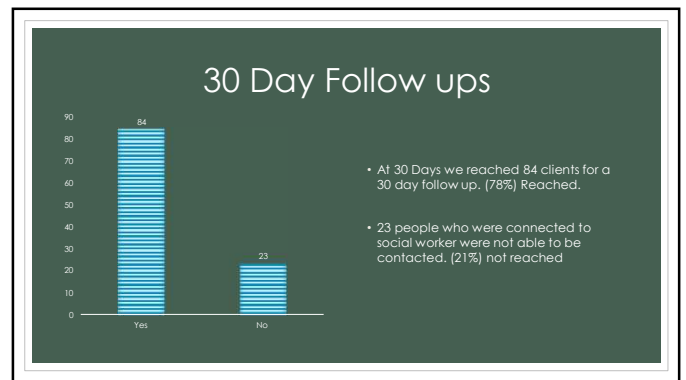 30 Day Follow ups
90
80
70
60
50
40
30
20
10
0
84
23
Yes
No
• At 30 Days we reached 84 clients for a
30 day follow up. (78%) Reached.
• 23 people who were connected to
social worker were not able to be
contacted. (21%) not reached